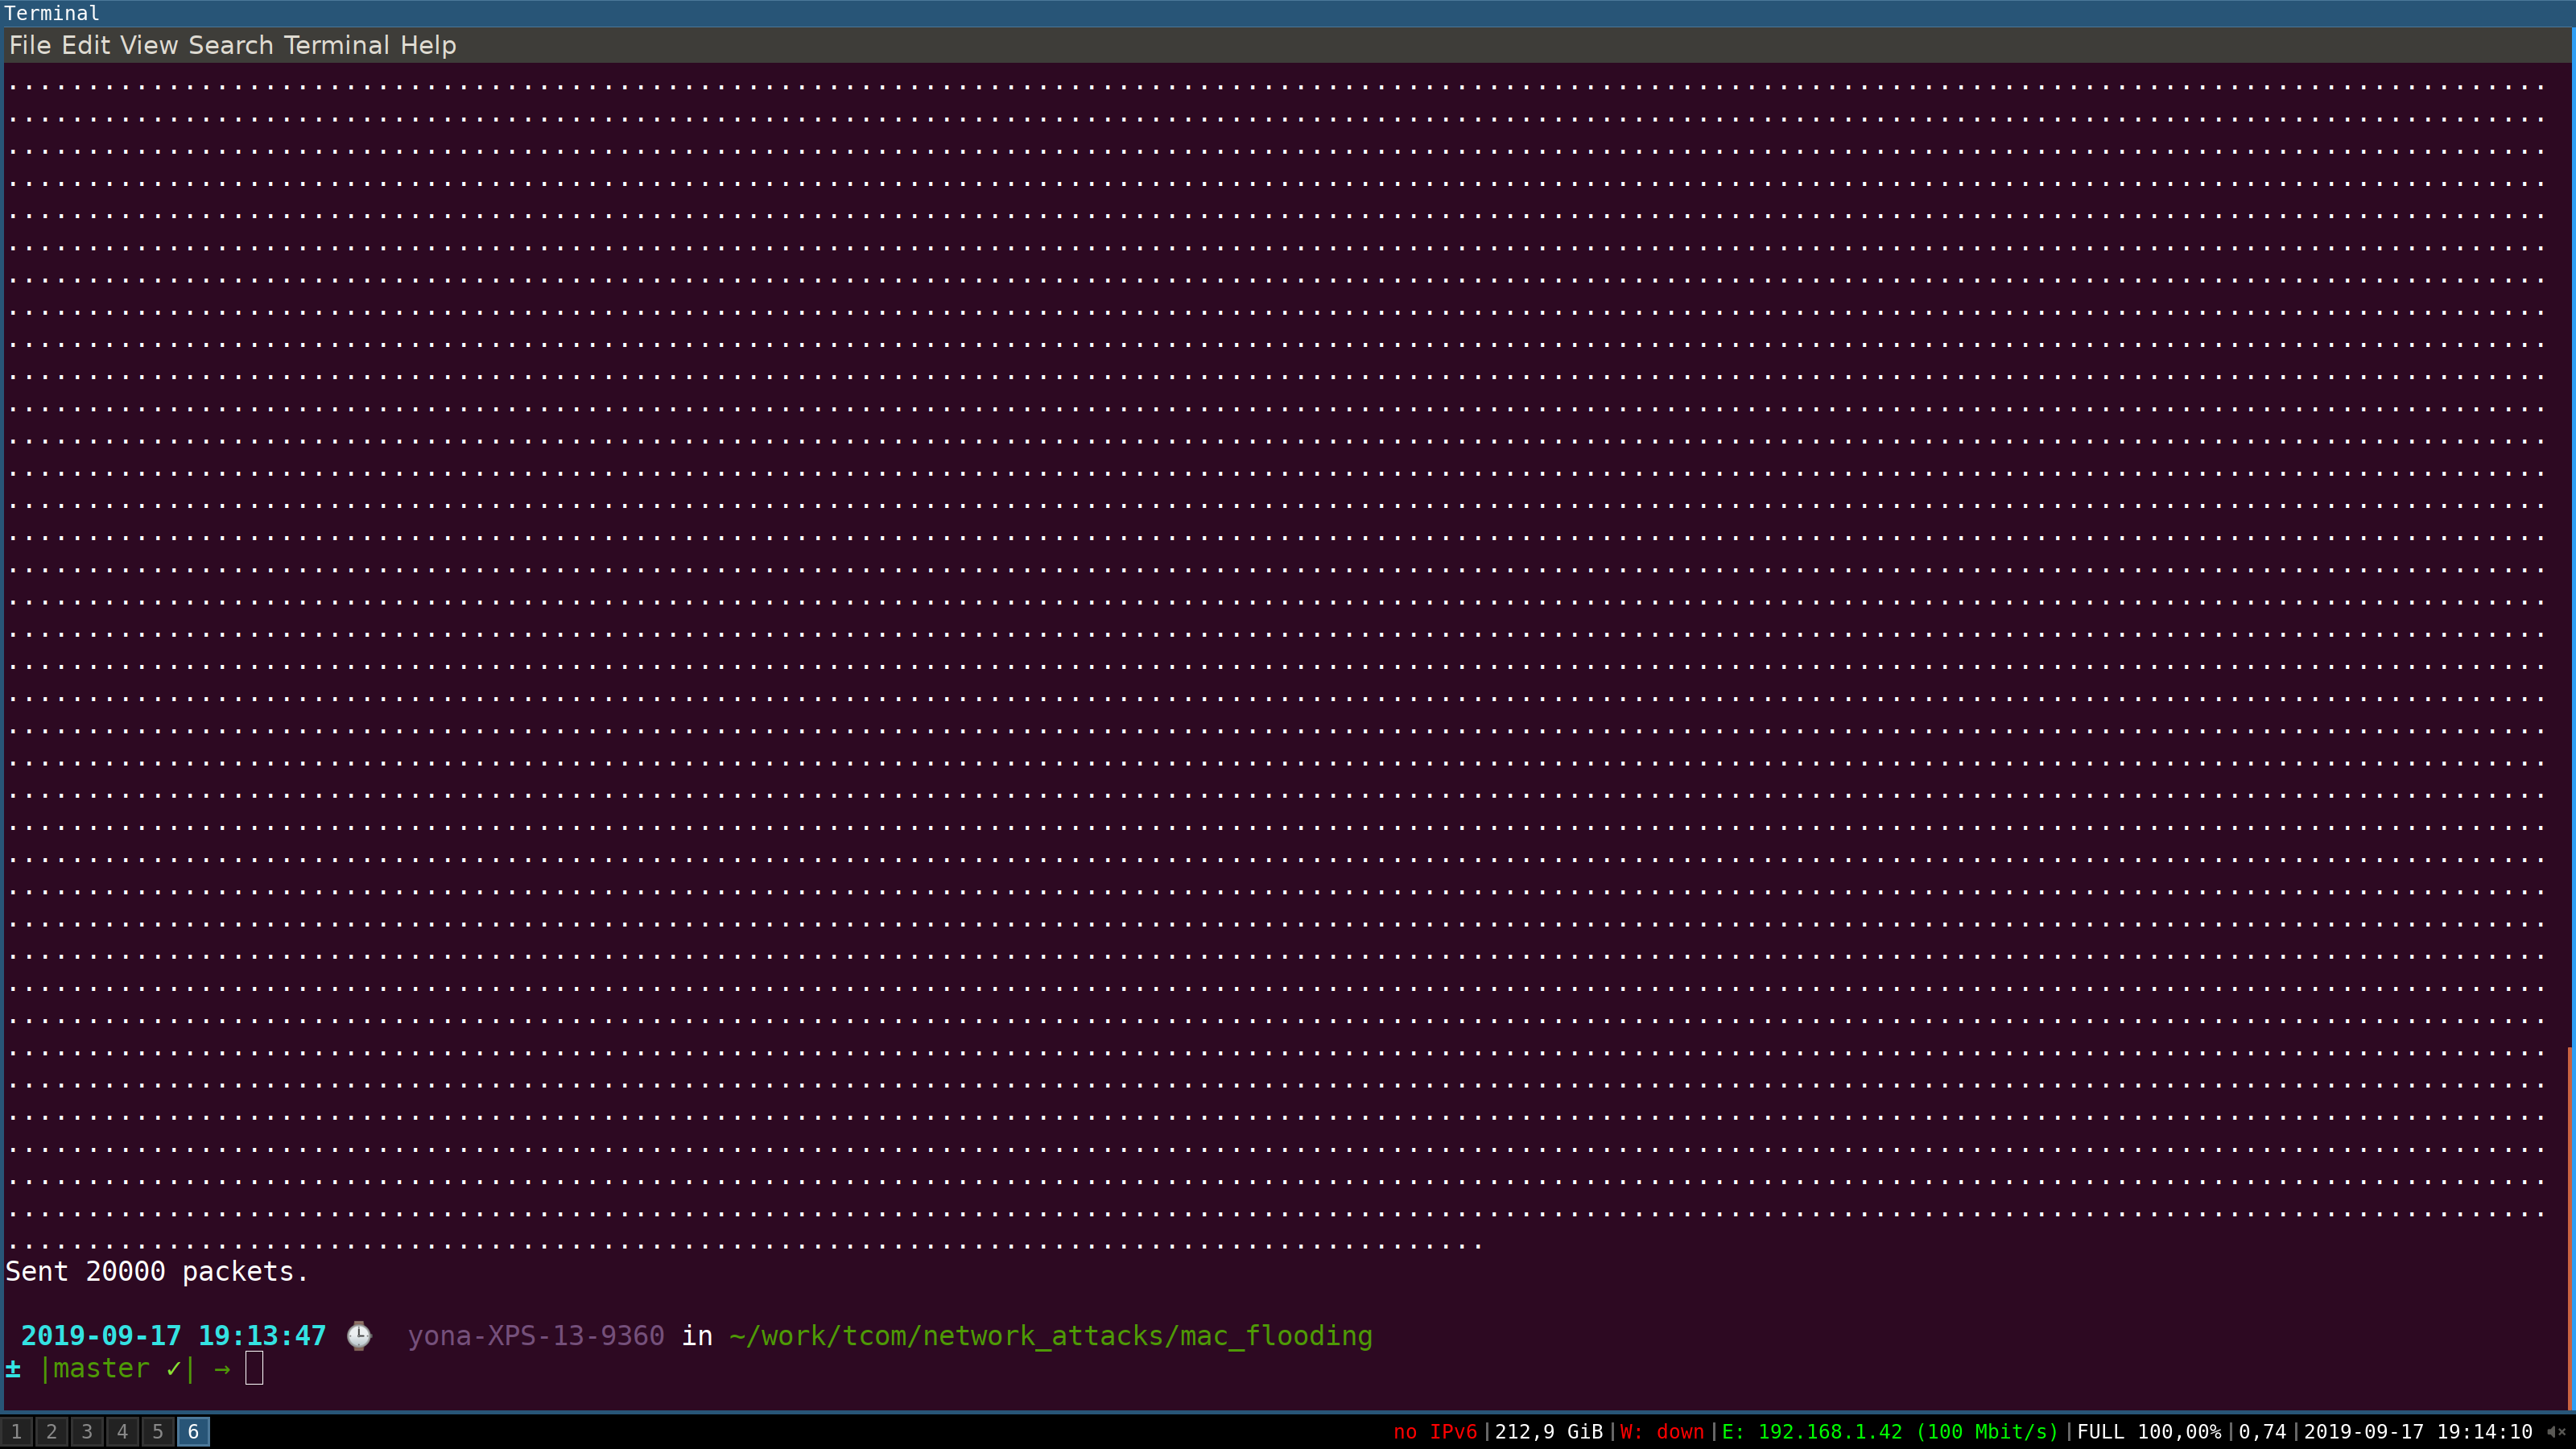 Terminal
File Edit View Search Terminal Help
Sent 20000 packets.
2019-09-17 19:13:47 ⌚ yona-XPS-13-9360 in ~/work/tcom/network_attacks/mac_flooding
± |master ✓| →
1 2 3 4 5 6 no IPv6|212,9 GiB|W: down|E: 192.168.1.42 (100 Mbit/s)|FULL 100,00%|0,74|2019-09-17 19:14:10